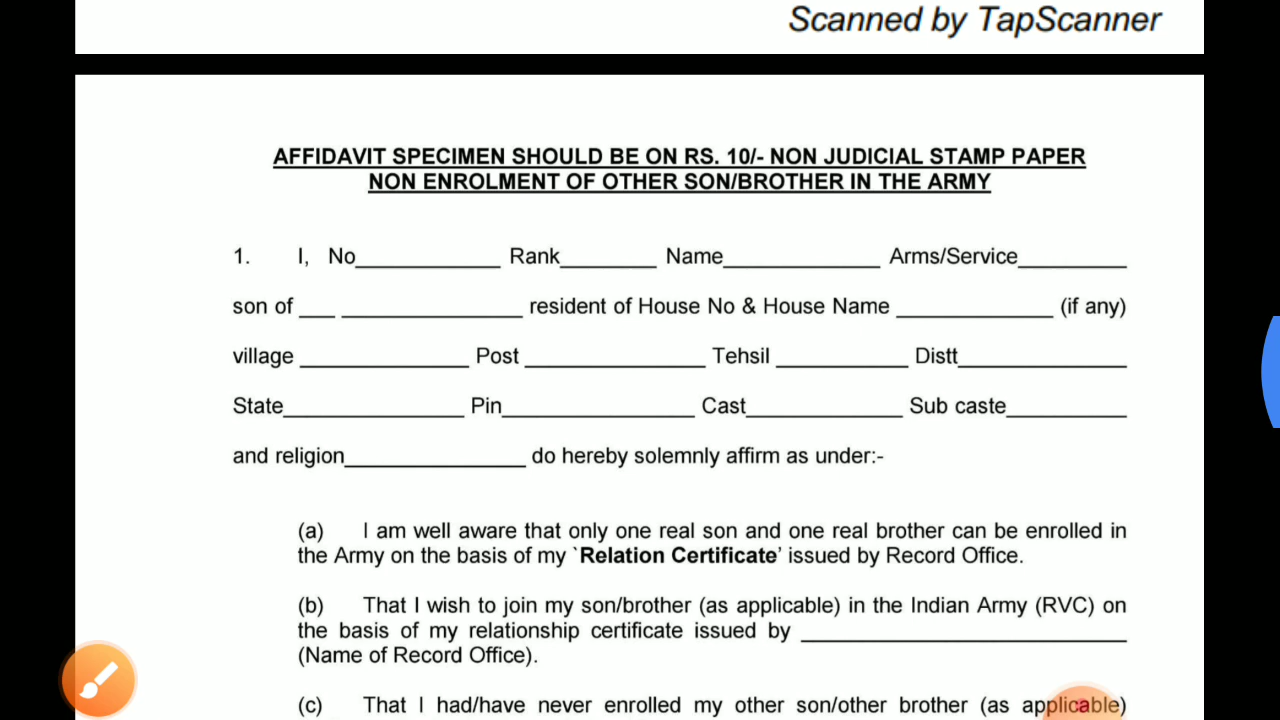 Scanned by TapScanner
AFFIDAVIT SPECIMEN SHOULD BE ON RS. 10/- NON JUDICIAL STAMP PAPER
NON ENROLMENT OF OTHER SON/BROTHER IN THE ARMY
1. I, No____________ Rank________ Name_____________ Arms/Service_________
son of ___ _______________ resident of House No & House Name _____________ (if any)
village ______________ Post _______________ Tehsil ___________ Distt______________
State_______________ Pin________________ Cast_____________ Sub caste__________
and religion_______________ do hereby solemnly affirm as under:-
(a) I am well aware that only one real son and one real brother can be enrolled in
the Army on the basis of my `Relation Certificate' issued by Record Office.
(b) That I wish to join my son/brother (as applicable) in the Indian Army (RVC) on
the basis of my relationship certificate issued by ___________________________
(Name of Record Office).
(c) That I had/have never enrolled my other son/other brother (as applicable)